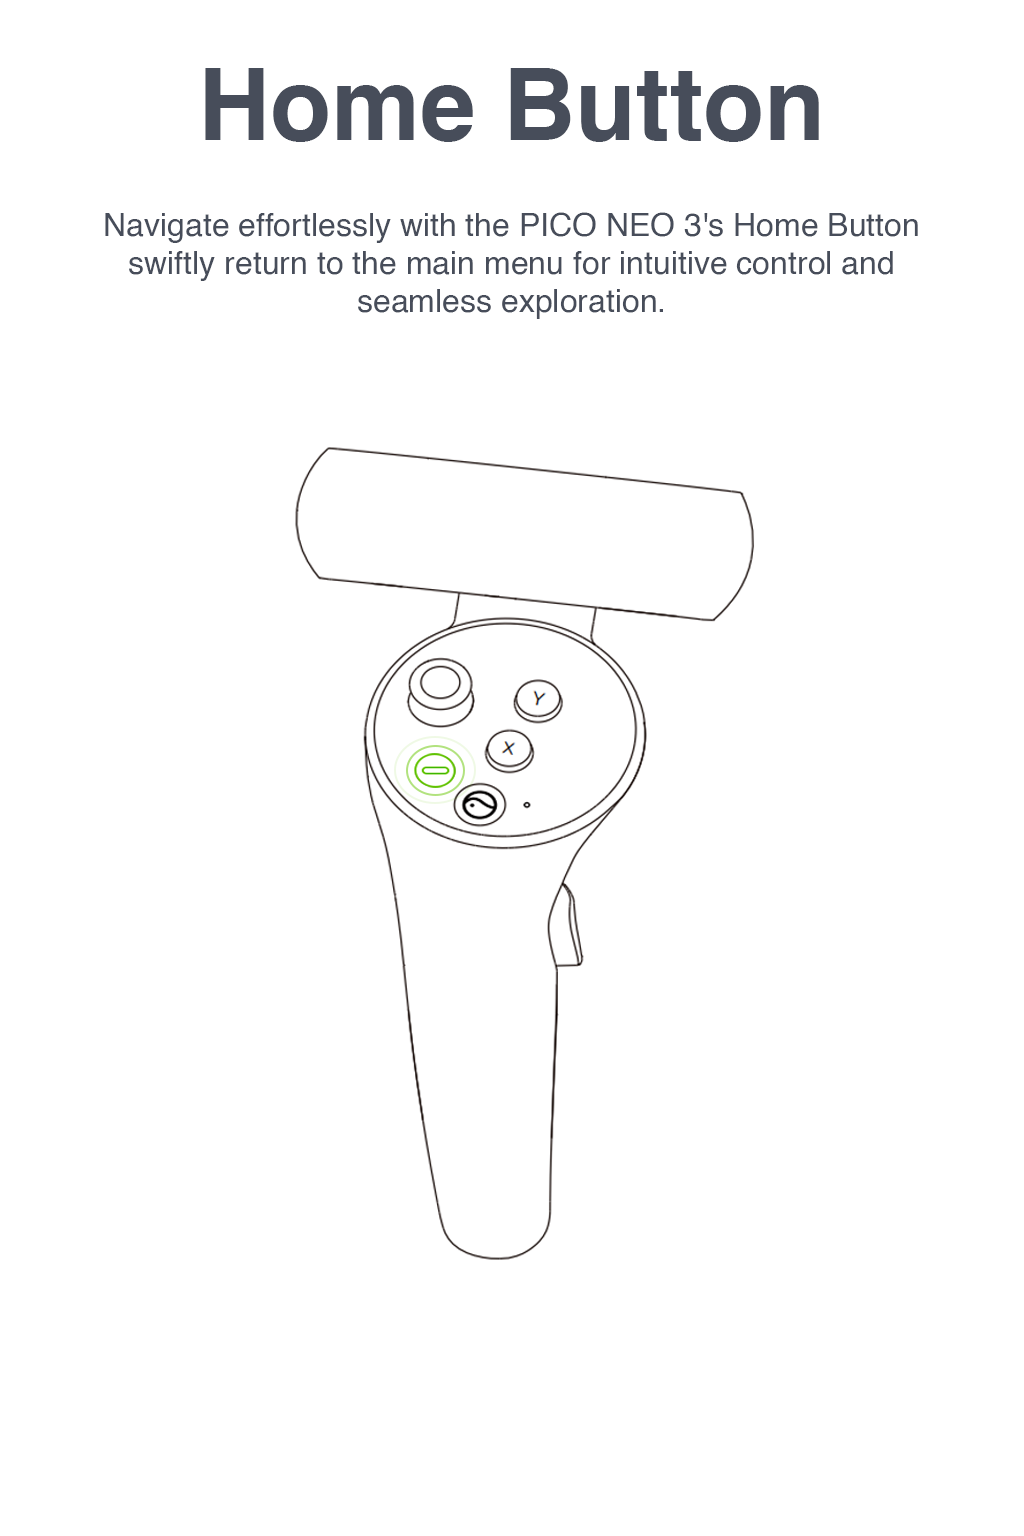 Home Button
Navigate effortlessly with the PICO NEO 3's Home Button
swiftly return to the main menu for intuitive control and
seamless exploration.
Y
X